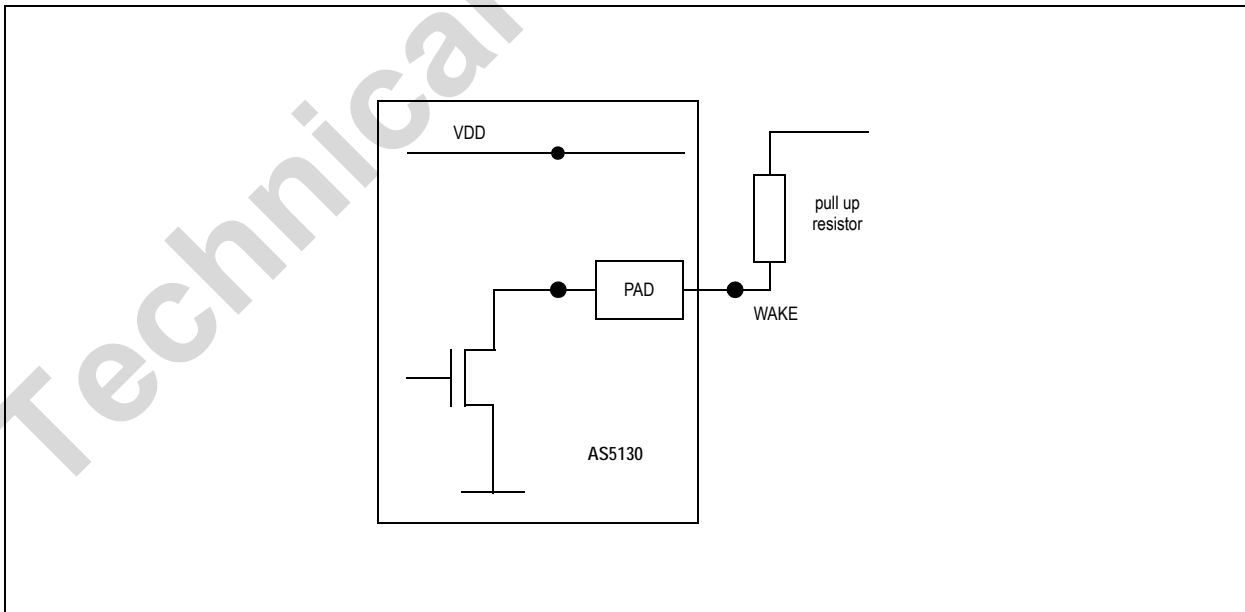 Technical
VDD
pull up
resistor
PAD
WAKE
AS5130